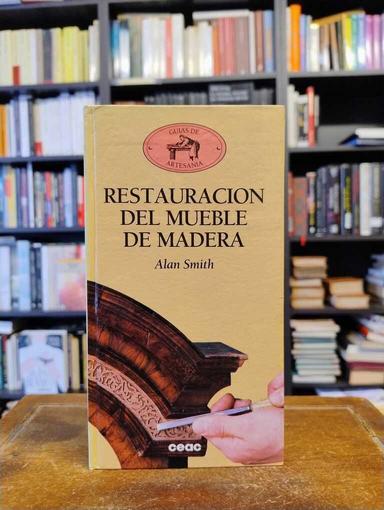 GUIAS DE
ARTESANIA
RESTAURACION
DEL MUEBLE
DE MADERA
Alan Smith
ceac